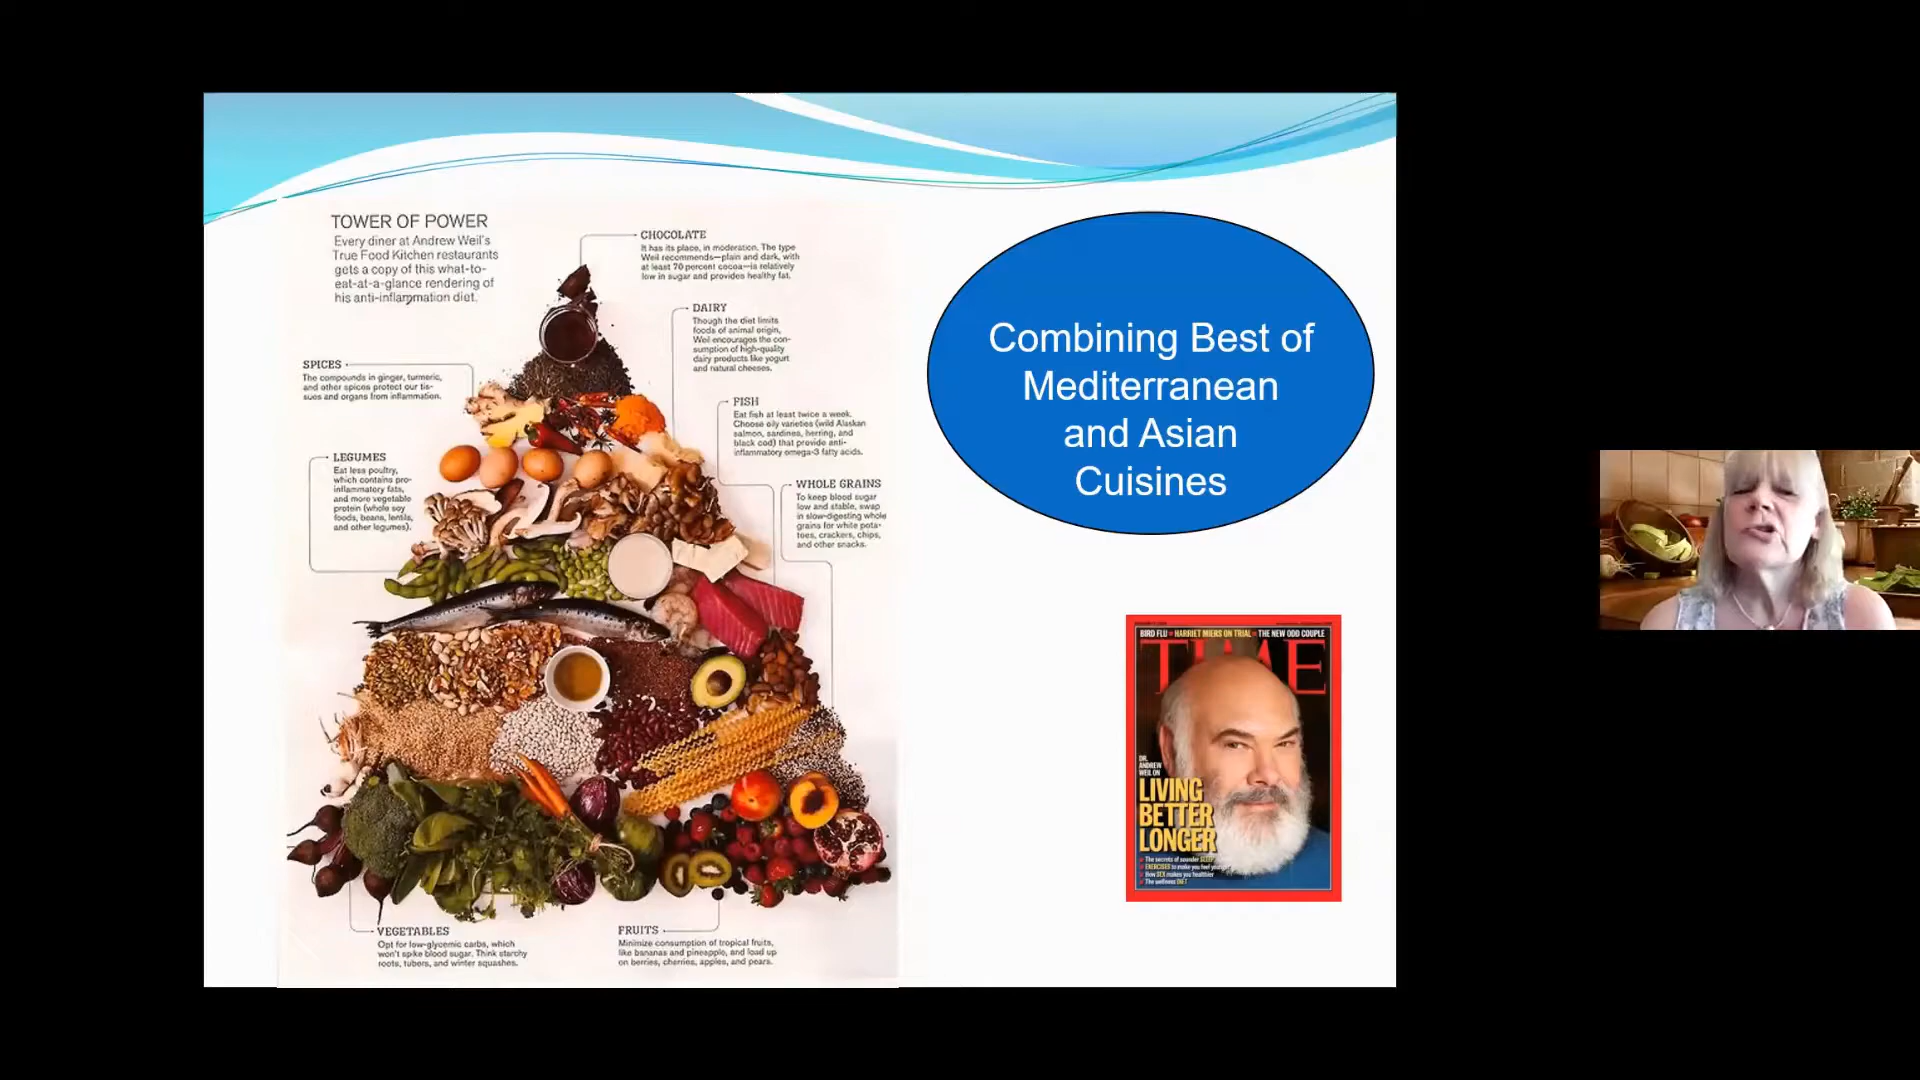 TOWER OF POWER
Every diner at Andrew Weil's
True Food Kitchen restaurants
gets a copy of this what-to-
eat-at-a-glance rendering of
his anti-inflammation diet.
CHOCOLATE
It has its place, in moderation. The type
Weil recommends—plain and dark, with
at least 70 percent cocoa—is relatively
low in sugar and provides healthy fat.
DAIRY
Though the diet limits
foods of animal origin,
Weil encourages the con-
sumption of high-quality
dairy products like yogurt
and natural cheeses.
SPICES
The compounds in ginger, turmeric,
and other spices protect our tis-
sues and organs from inflammation.
FISH
Eat fish at least twice a week.
Choose oily varieties (wild Alaskan
salmon, sardines, herring, and
black cod) that provide anti-
inflammatory omega-3 fatty acids.
LEGUMES
Eat less poultry,
which contains pro-
inflammatory fats,
and more vegetable
protein (whole soy
foods, beans, lentils,
and other legumes).
WHOLE GRAINS
To keep blood sugar
low and stable, swap
in slow-digesting whole
grains for white pota-
toes, crackers, chips,
and other snacks.
VEGETABLES
Opt for low-glycemic carbs, which
won't spike blood sugar. Think starchy
roots, tubers, and winter squashes.
FRUITS
Minimize consumption of tropical fruits,
like bananas and pineapple, and load up
on berries, cherries, apples, and pears.
Combining Best of
Mediterranean
and Asian
Cuisines
BIRD FLU HARRIET MIERS ON TRIAL THE NEW ODD COUPLE
TIME
DR.
ANDREW
WEIL ON
LIVING
BETTER
LONGER
The secrets of sounder SLEEP
EXERCISES to make you feel younger
How SEX makes you healthier
The wellness DIET